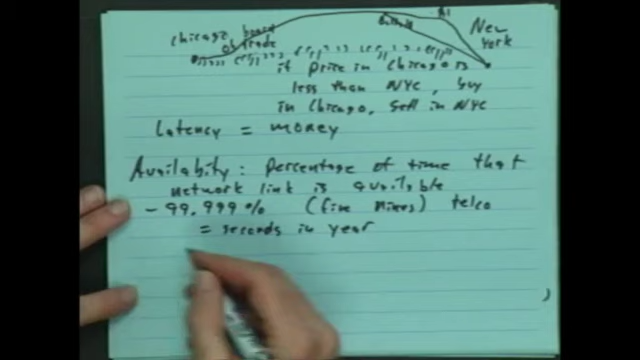 New
York
chicago board
of trade
if price in Chicago is
less than NYC, buy
in Chicago, sell in NYC
Latency = money
Availability: Percentage of time that
network link is available
- 99.999% (five nines) telco
= seconds in year